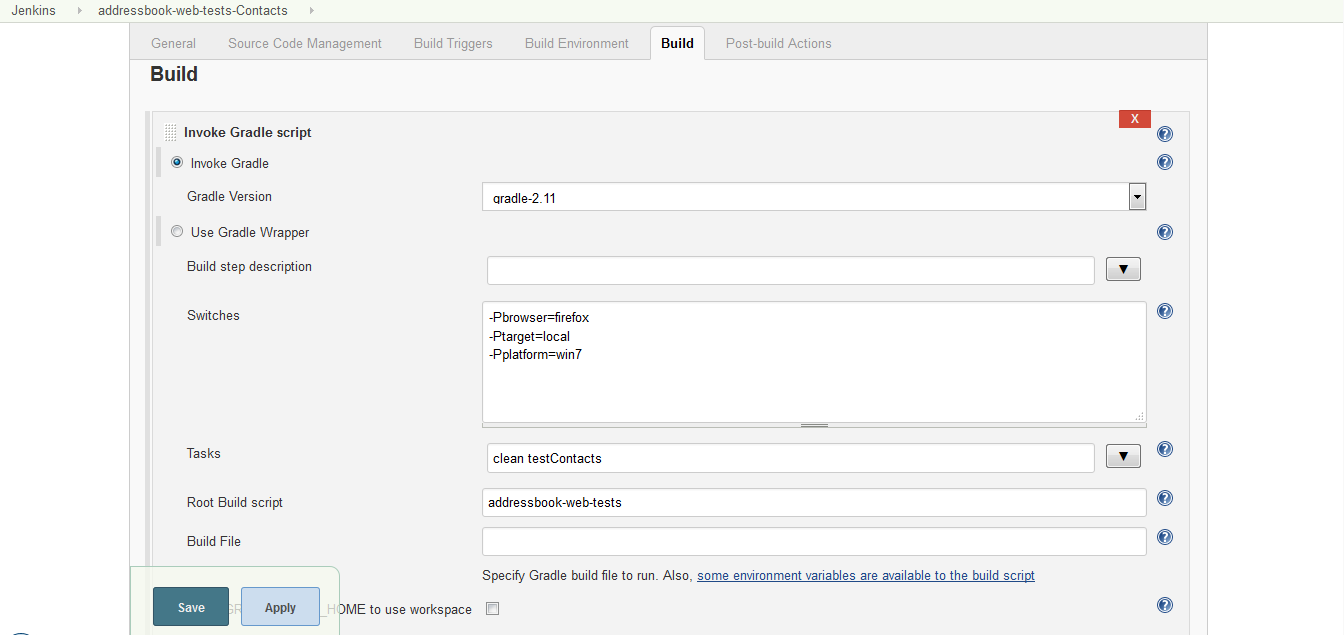 Jenkins addressbook-web-tests-Contacts
General Source Code Management Build Triggers Build Environment Build Post-build Actions
Build
Invoke Gradle script
X
Invoke Gradle
Gradle Version gradle-2.11
Use Gradle Wrapper
Build step description
Switches
-Pbrowser=firefox
-Ptarget=local
-Pplatform=win7
Tasks clean testContacts
Root Build script addressbook-web-tests
Build File
Specify Gradle build file to run. Also, some environment variables are available to the build script
Save Apply _HOME to use workspace